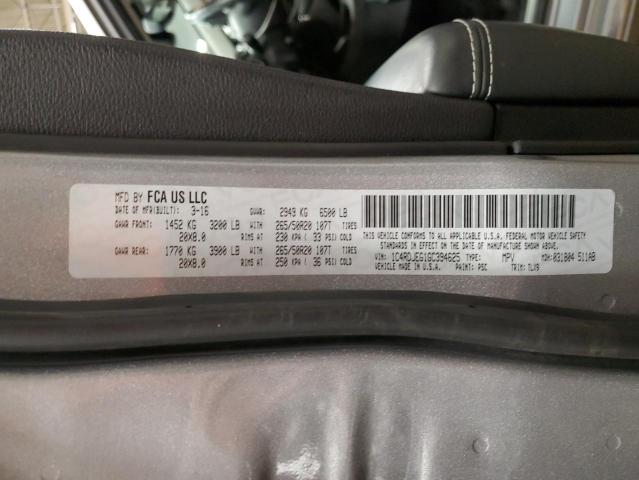 MFD BY FCA US LLC
DATE OF MFR(BUILT): 3-16 GVWR: 2949 KG 6500 LB
GAWR FRONT: 1452 KG 3200 LB WITH 265/50R20 107T TIRES
20X8.0 RIMS AT 230 KPA ( 33 PSI) COLD
GAWR REAR: 1770 KG 3900 LB WITH 265/50R20 107T TIRES
20X8.0 RIMS AT 250 KPA ( 36 PSI) COLD
THIS VEHICLE CONFORMS TO ALL APPLICABLE U.S.A. FEDERAL MOTOR VEHICLE SAFETY
STANDARDS IN EFFECT ON THE DATE OF MANUFACTURE SHOWN ABOVE.
VIN: 1C4RDJEG1GC394625 TYPE: MPV MDH: 031804 511AB
VEHICLE MADE IN U.S.A. PAINT: PSC TRIM: TLV9